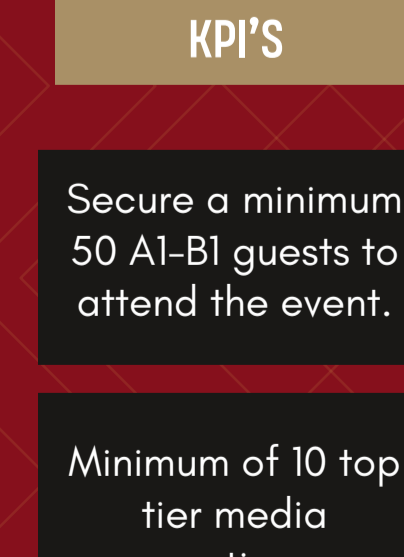 KPI'S
Secure a minimum
50 A1-B1 guests to
attend the event.
Minimum of 10 top
tier media